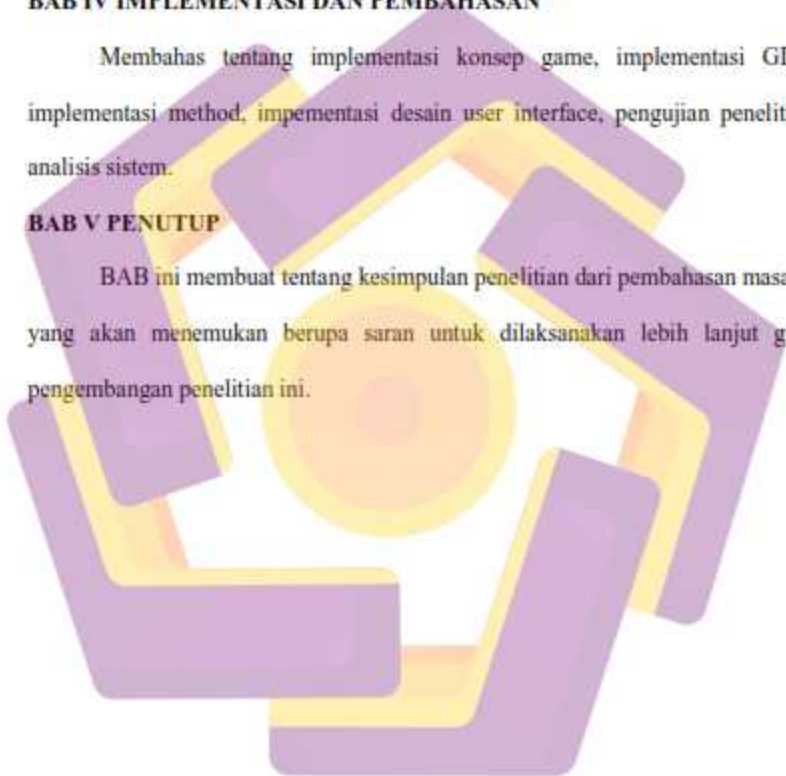 BAB IV IMPLEMENTASI DAN PEMBAHASAN
Membahas tentang implementasi konsep game, implementasi
implementasi method, impementasi desain user interface, pengujian
analisis sistem.
BAB V PENUTUP
BAB ini membuat tentang kesimpulan penelitian dari pembahasan
yang akan menemukan berupa saran untuk dilaksanakan lebih lanjut
pengembangan penelitian ini.